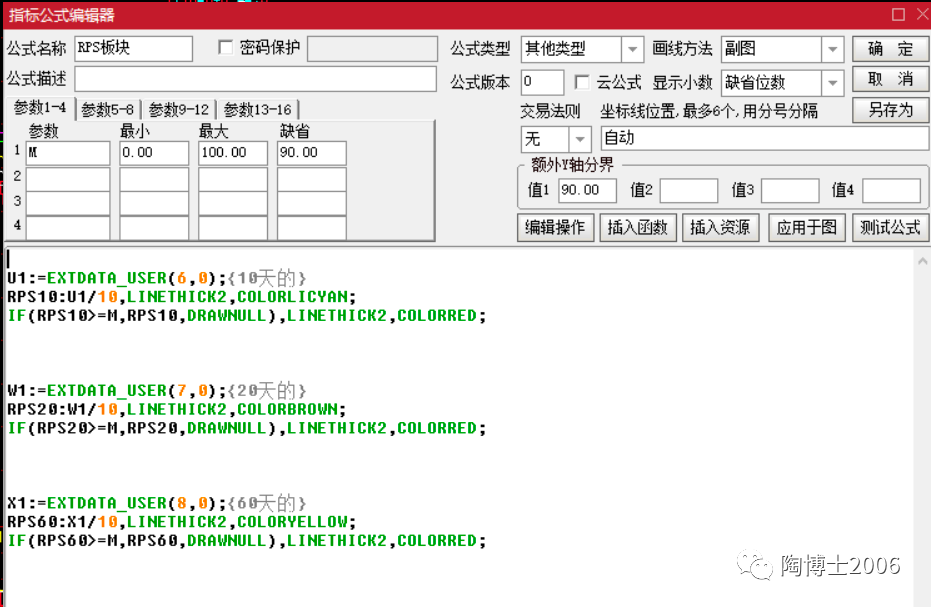 指标公式编辑器
公式名称 RPS板块 密码保护 公式类型 其他类型 画线方法 副图 确 定
公式描述 公式版本 0 云公式 显示小数 缺省位数 取 消
参数1-4 参数5-8 参数9-12 参数13-16 交易法则 坐标线位置,最多6个,用分号分隔 另存为
参数 最小 最大 缺省 无 自动
1 M 0.00 100.00 90.00 额外Y轴分界
2 值1 90.00 值2 值3 值4
3
4 编辑操作 插入函数 插入资源 应用于图 测试公式
U1:=EXTDATA_USER(6,0);{10天的}
RPS10:U1/10,LINETHICK2,COLORLICYAN;
IF(RPS10>=M,RPS10,DRAWNULL),LINETHICK2,COLORRED;
W1:=EXTDATA_USER(7,0);{20天的}
RPS20:W1/10,LINETHICK2,COLORBROWN;
IF(RPS20>=M,RPS20,DRAWNULL),LINETHICK2,COLORRED;
X1:=EXTDATA_USER(8,0);{60天的}
RPS60:X1/10,LINETHICK2,COLORYELLOW;
IF(RPS60>=M,RPS60,DRAWNULL),LINETHICK2,COLORRED;
陶博士2006